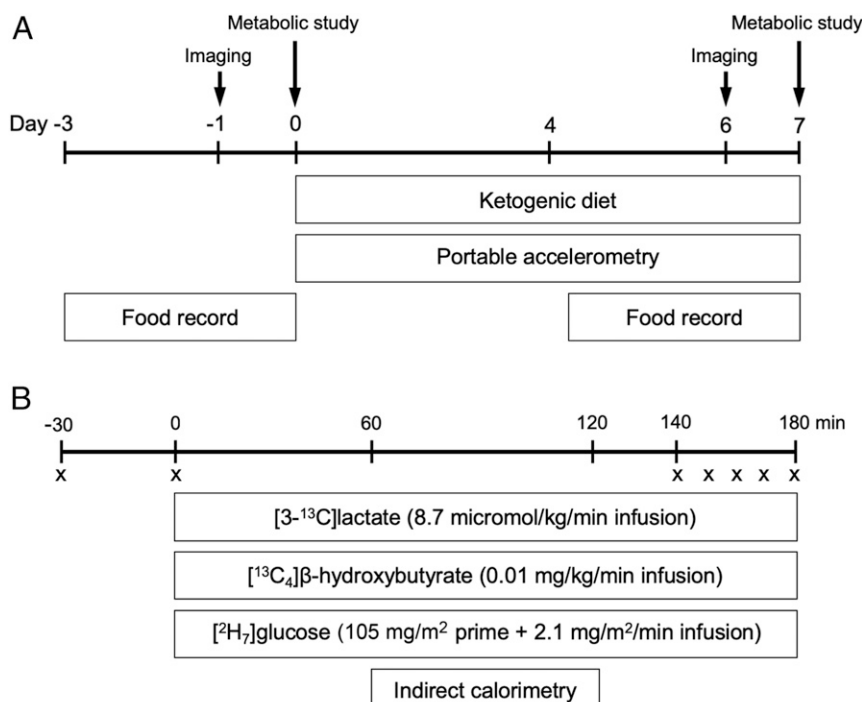 A
Metabolic study
Metabolic study
Imaging
Imaging
Day -3
-1
0
4
6
7
Ketogenic diet
Portable accelerometry
Food record
Food record
B
-30
0
60
120
140
180 min
x
x
x
x
x
x
x
[3-¹³C]lactate (8.7 micromol/kg/min infusion)
[¹³C₄]β-hydroxybutyrate (0.01 mg/kg/min infusion)
[²H₇]glucose (105 mg/m² prime + 2.1 mg/m²/min infusion)
Indirect calorimetry